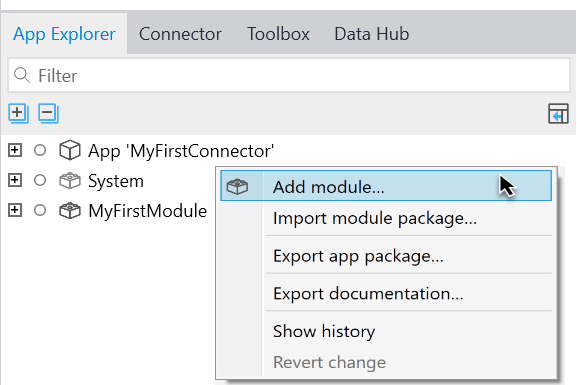 App Explorer Connector Toolbox Data Hub
Filter
App 'MyFirstConnector'
System
MyFirstModule
Add module...
Import module package...
Export app package...
Export documentation...
Show history
Revert change